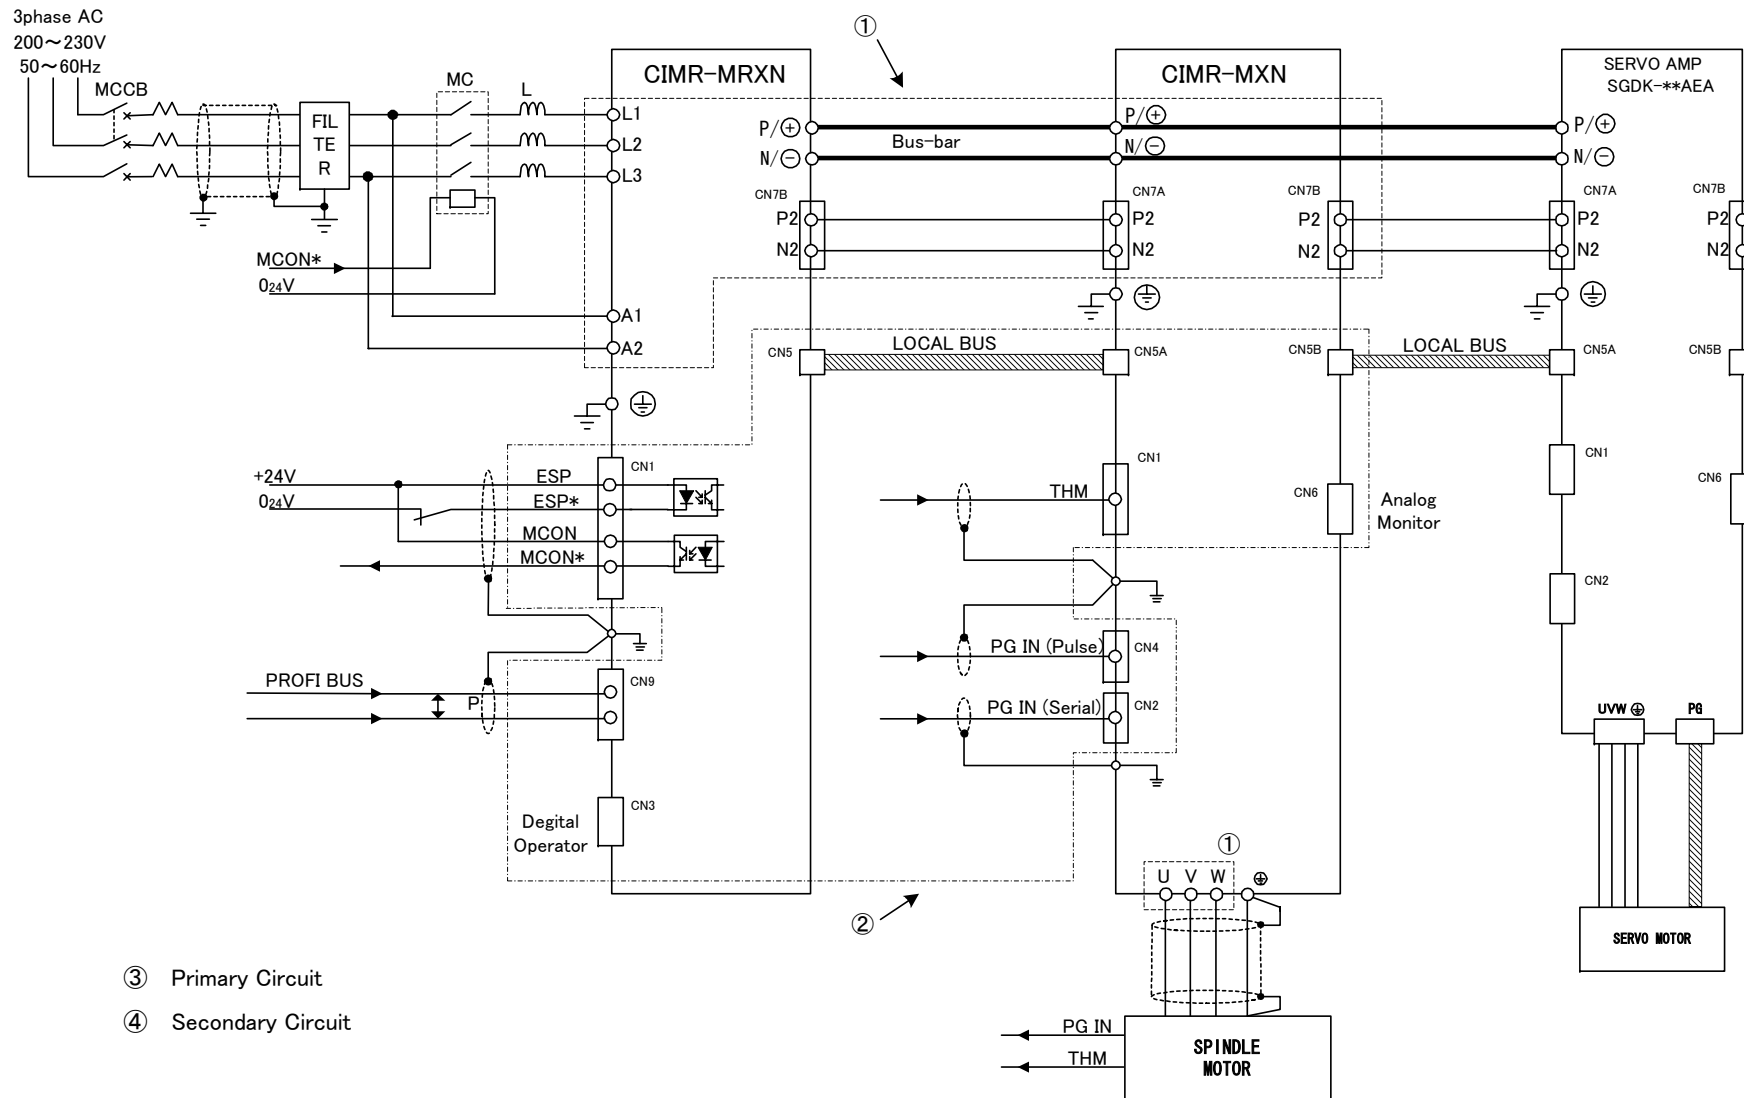 3phase AC
200～230V
50～60Hz
MCCB
FIL
TE
R
MC
L
①
CIMR-MRXN
CIMR-MXN
SERVO AMP
SGDK-**AEA
L1
L2
L3
P/⊕
N/⊖
Bus-bar
P/⊕
N/⊖
P/⊕
N/⊖
CN7B
P2
N2
CN7A
P2
N2
CN7B
P2
N2
CN7A
P2
N2
CN7B
P2
N2
MCON*
024V
A1
A2
CN5
LOCAL BUS
CN5A
CN5B
LOCAL BUS
CN5A
CN5B
+24V
024V
ESP
ESP*
MCON
MCON*
CN1
THM
CN1
CN6
Analog
Monitor
CN1
CN6
CN2
PROFI BUS
P
CN9
PG IN (Pulse)
CN4
PG IN (Serial)
CN2
UVW
PG
CN3
Degital
Operator
①
U V W
②
SERVO MOTOR
③ Primary Circuit
④ Secondary Circuit
PG IN
THM
SPINDLE
MOTOR